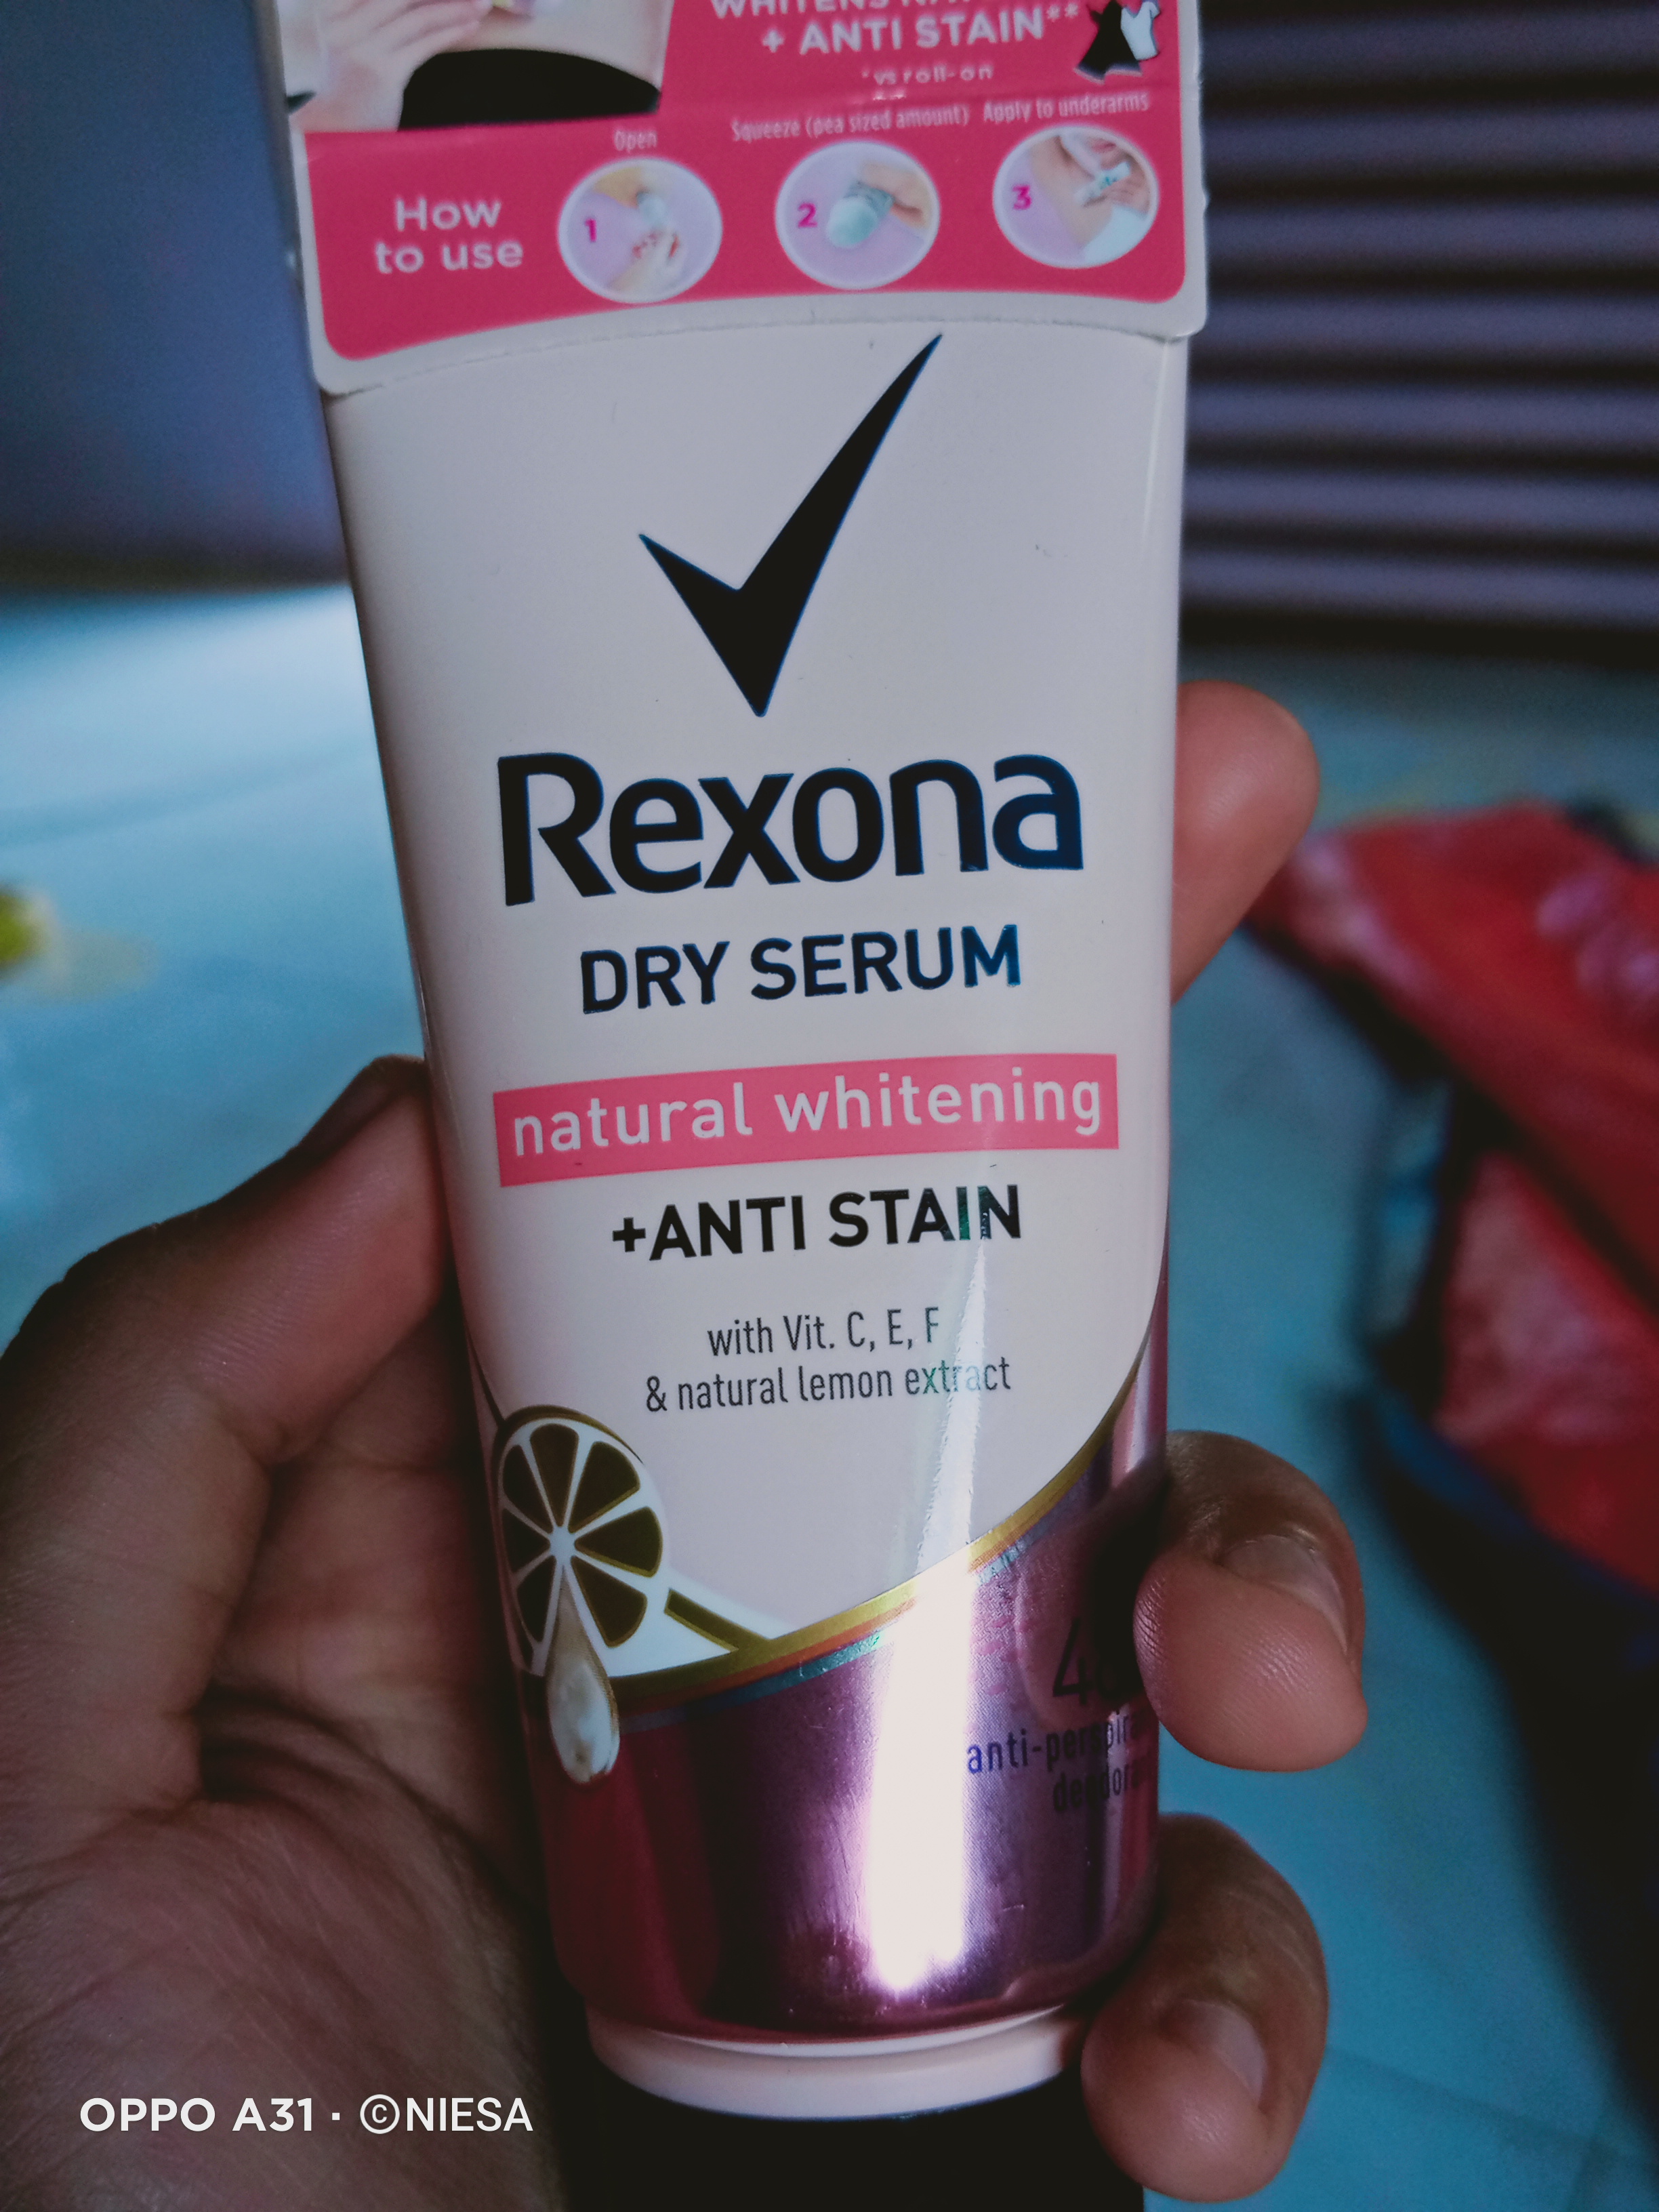 + ANTI STAIN**
*vs roll-on
Open
Squeeze (pea sized amount)
Apply to underarms
How
to use
1
2
3
Rexona
DRY SERUM
natural whitening
+ANTI STAIN
with Vit. C, E, F
& natural lemon extract
OPPO A31 · ©NIESA